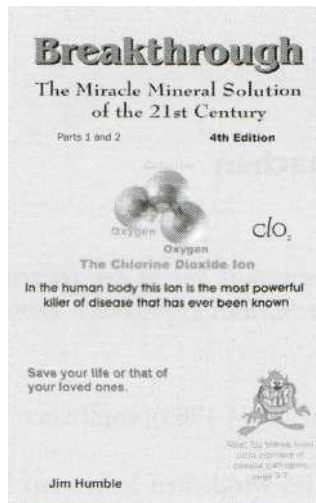 Breakthrough
The Miracle Mineral Solution
of the 21st Century
Parts 1 and 2
4th Edition
Oxygen
Oxygen
clo2
The Chlorine Dioxide Ion
In the human body this Ion is the most powerful
killer of disease that has ever been known
Save your life or that of
your loved ones.
Jim Humble